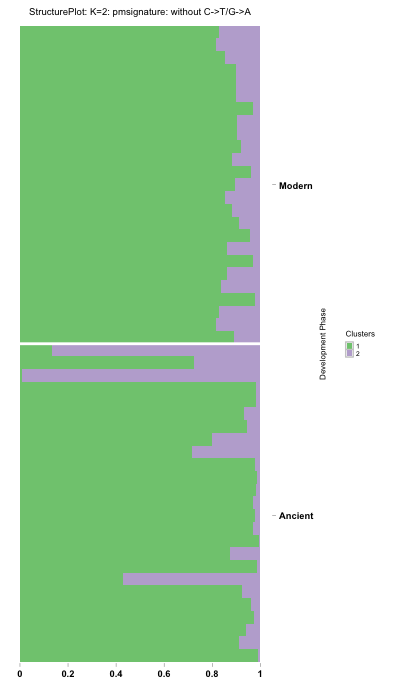 StructurePlot: K=2: pmsignature: without C->T/G->A
Modern
Development Phase
Clusters
1
2
Ancient
0 0.2 0.4 0.6 0.8 1